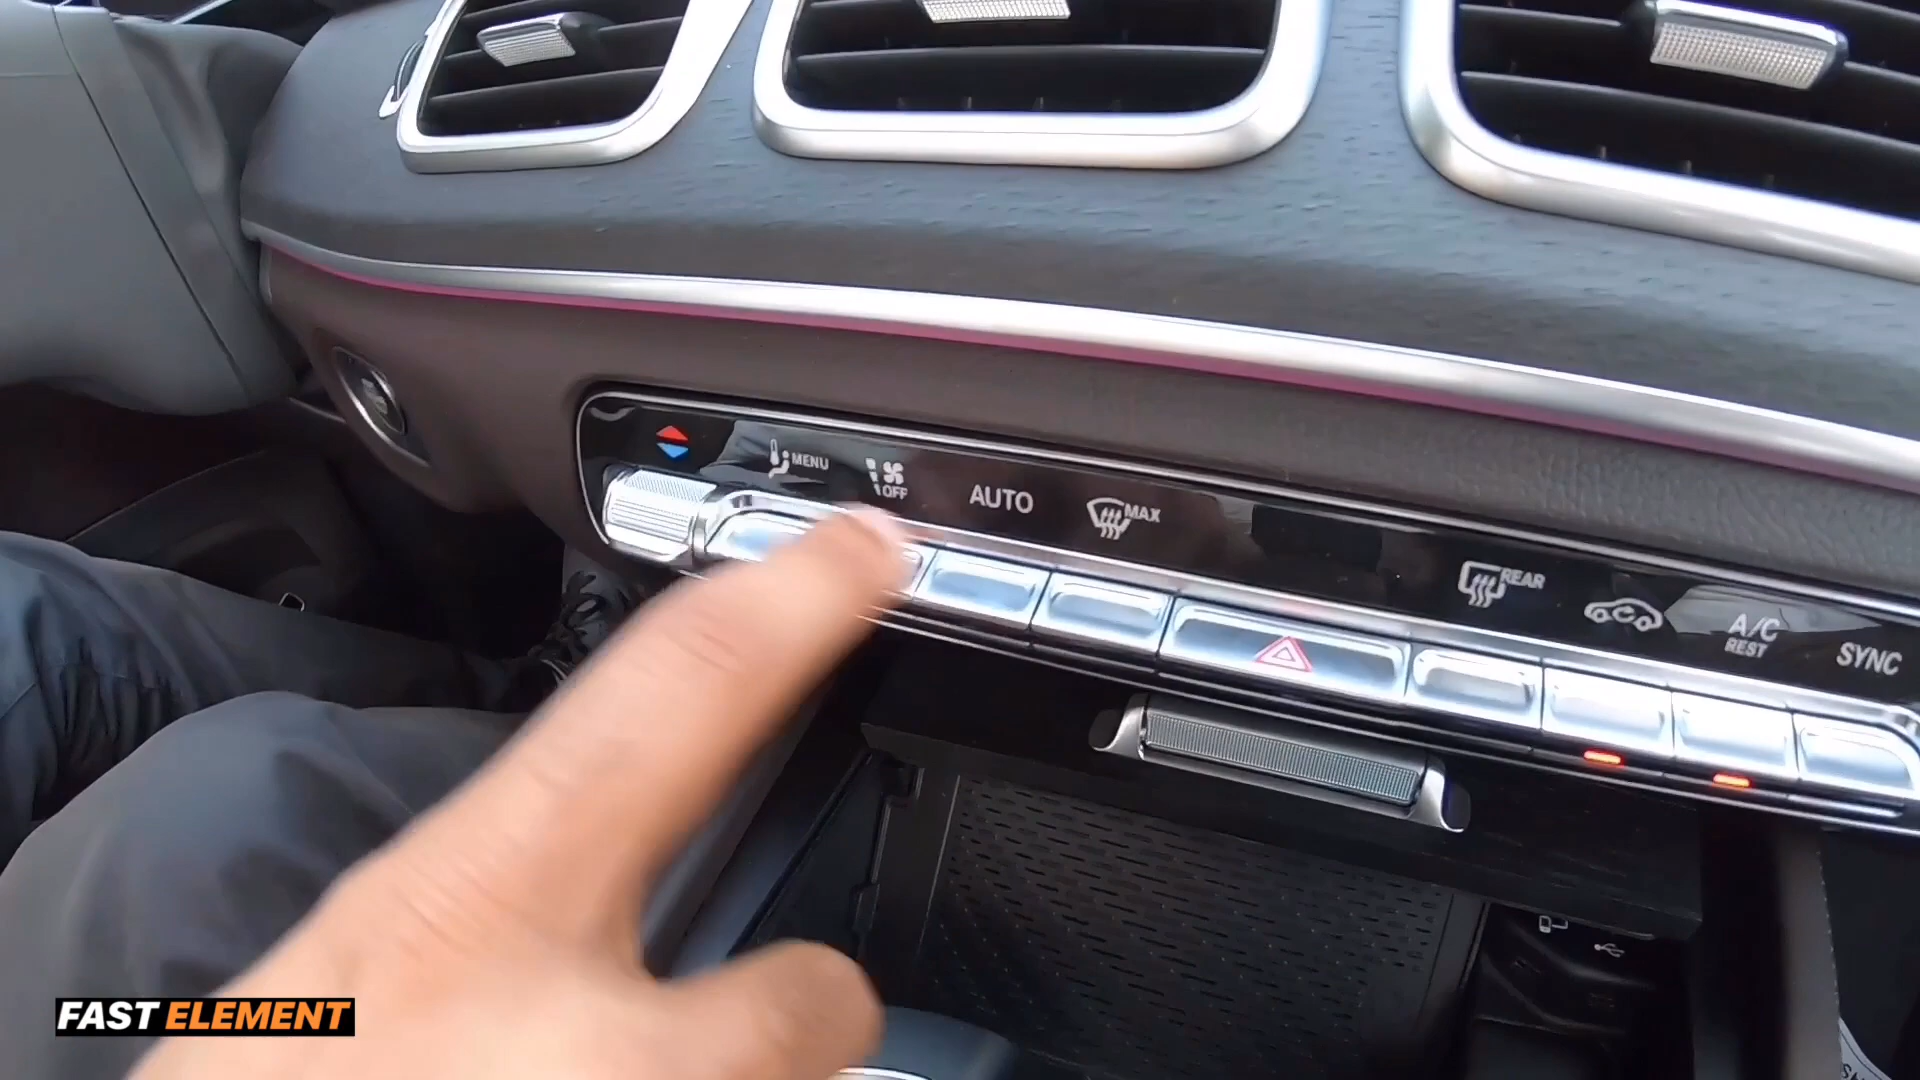 MENU
OFF
AUTO
MAX
REAR
A/C
REST
SYNC
FAST ELEMENT